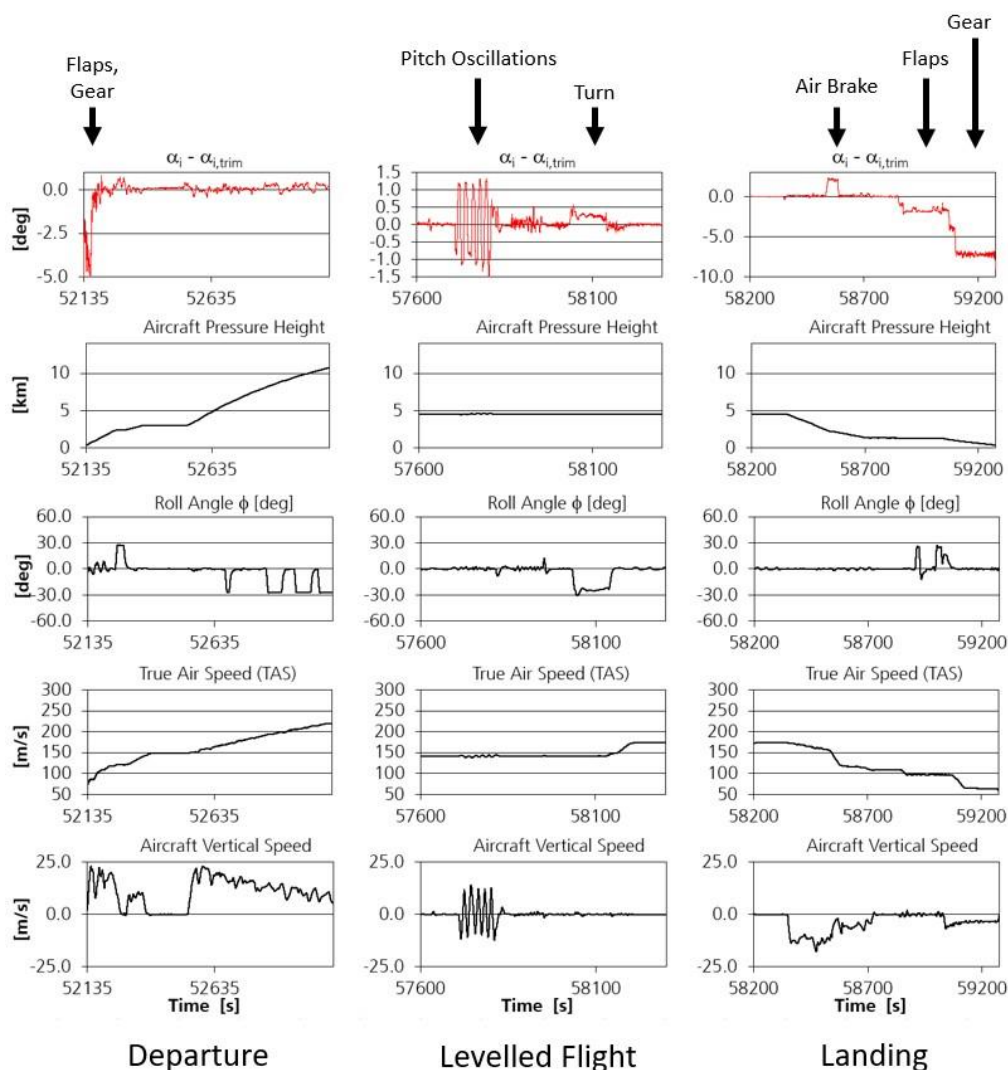 Gear
Flaps,
Gear
Pitch Oscillations
Flaps
Air Brake
Turn
αi - αi,trim
[deg]
0.0
-2.5
-5.0
52135 52635
αi - αi,trim
1.5
1.0
0.5
0.0
-0.5
-1.0
-1.5
57600 58100
αi - αi,trim
0.0
-5.0
-10.0
58200 58700 59200
Aircraft Pressure Height
[km]
10
5
0
52135 52635
Aircraft Pressure Height
10
5
0
57600 58100
Aircraft Pressure Height
10
5
0
58200 58700 59200
Roll Angle ϕ [deg]
[deg]
60.0
30.0
0.0
-30.0
-60.0
52135 52635
Roll Angle ϕ [deg]
60.0
30.0
0.0
-30.0
-60.0
57600 58100
Roll Angle ϕ [deg]
60.0
30.0
0.0
-30.0
-60.0
58200 58700 59200
True Air Speed (TAS)
[m/s]
300
250
200
150
100
50
52135 52635
True Air Speed (TAS)
300
250
200
150
100
50
57600 58100
True Air Speed (TAS)
300
250
200
150
100
50
58200 58700 59200
Aircraft Vertical Speed
[m/s]
25.0
0.0
-25.0
52135 52635
Time [s]
Aircraft Vertical Speed
25.0
0.0
-25.0
57600 58100
Time [s]
Aircraft Vertical Speed
25.0
0.0
-25.0
58200 58700 59200
Time [s]
Departure
Levelled Flight
Landing